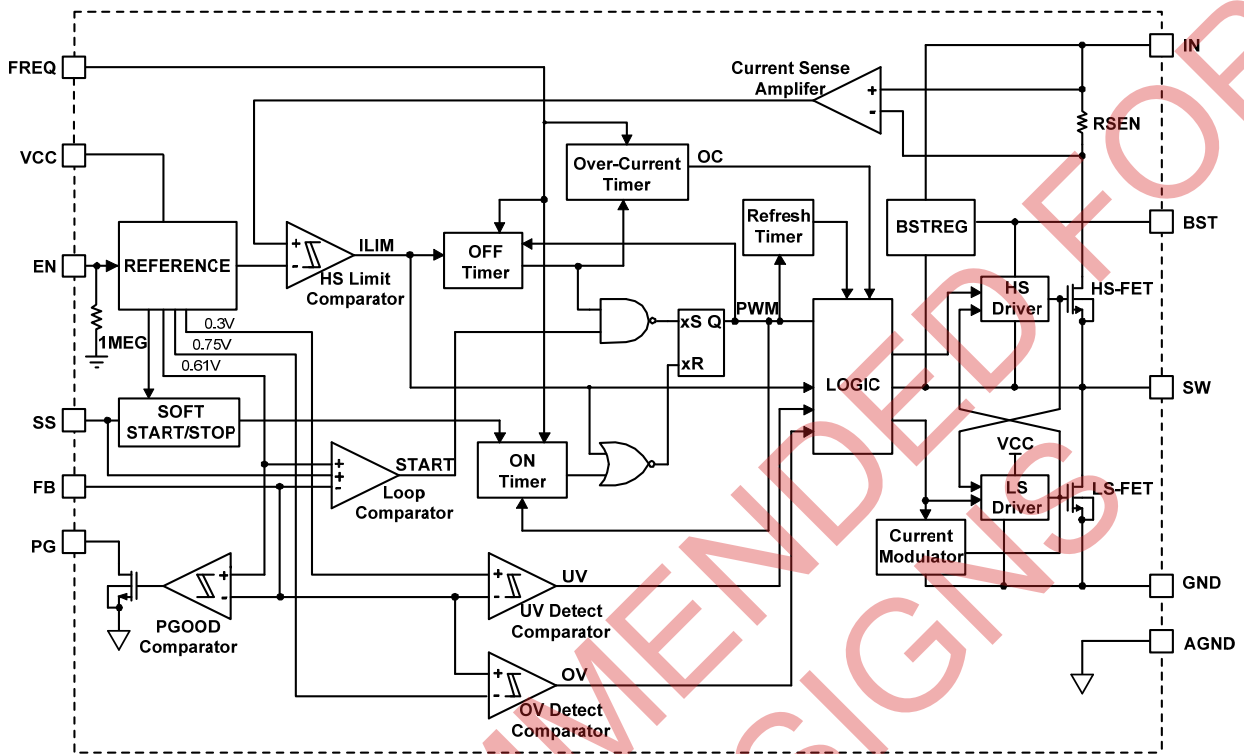 FREQ
IN
Current Sense
Amplifer
+
-
RSEN
VCC
Over-Current
Timer
OC
BST
Refresh
Timer
BSTREG
EN
REFERENCE
+
-
ILIM
HS Limit
Comparator
OFF
Timer
HS
Driver
HS-FET
PWM
xS Q
xR
1MEG
0.3V
0.75V
0.61V
LOGIC
SW
SS
SOFT
START/STOP
VCC
+
+
-
START
Loop
Comparator
ON
Timer
FB
LS
Driver
LS-FET
PG
Current
Modulator
+
-
PGOOD
Comparator
+
-
UV
UV Detect
Comparator
GND
AGND
+
-
OV
OV Detect
Comparator
MENDED FOR
SIGNS